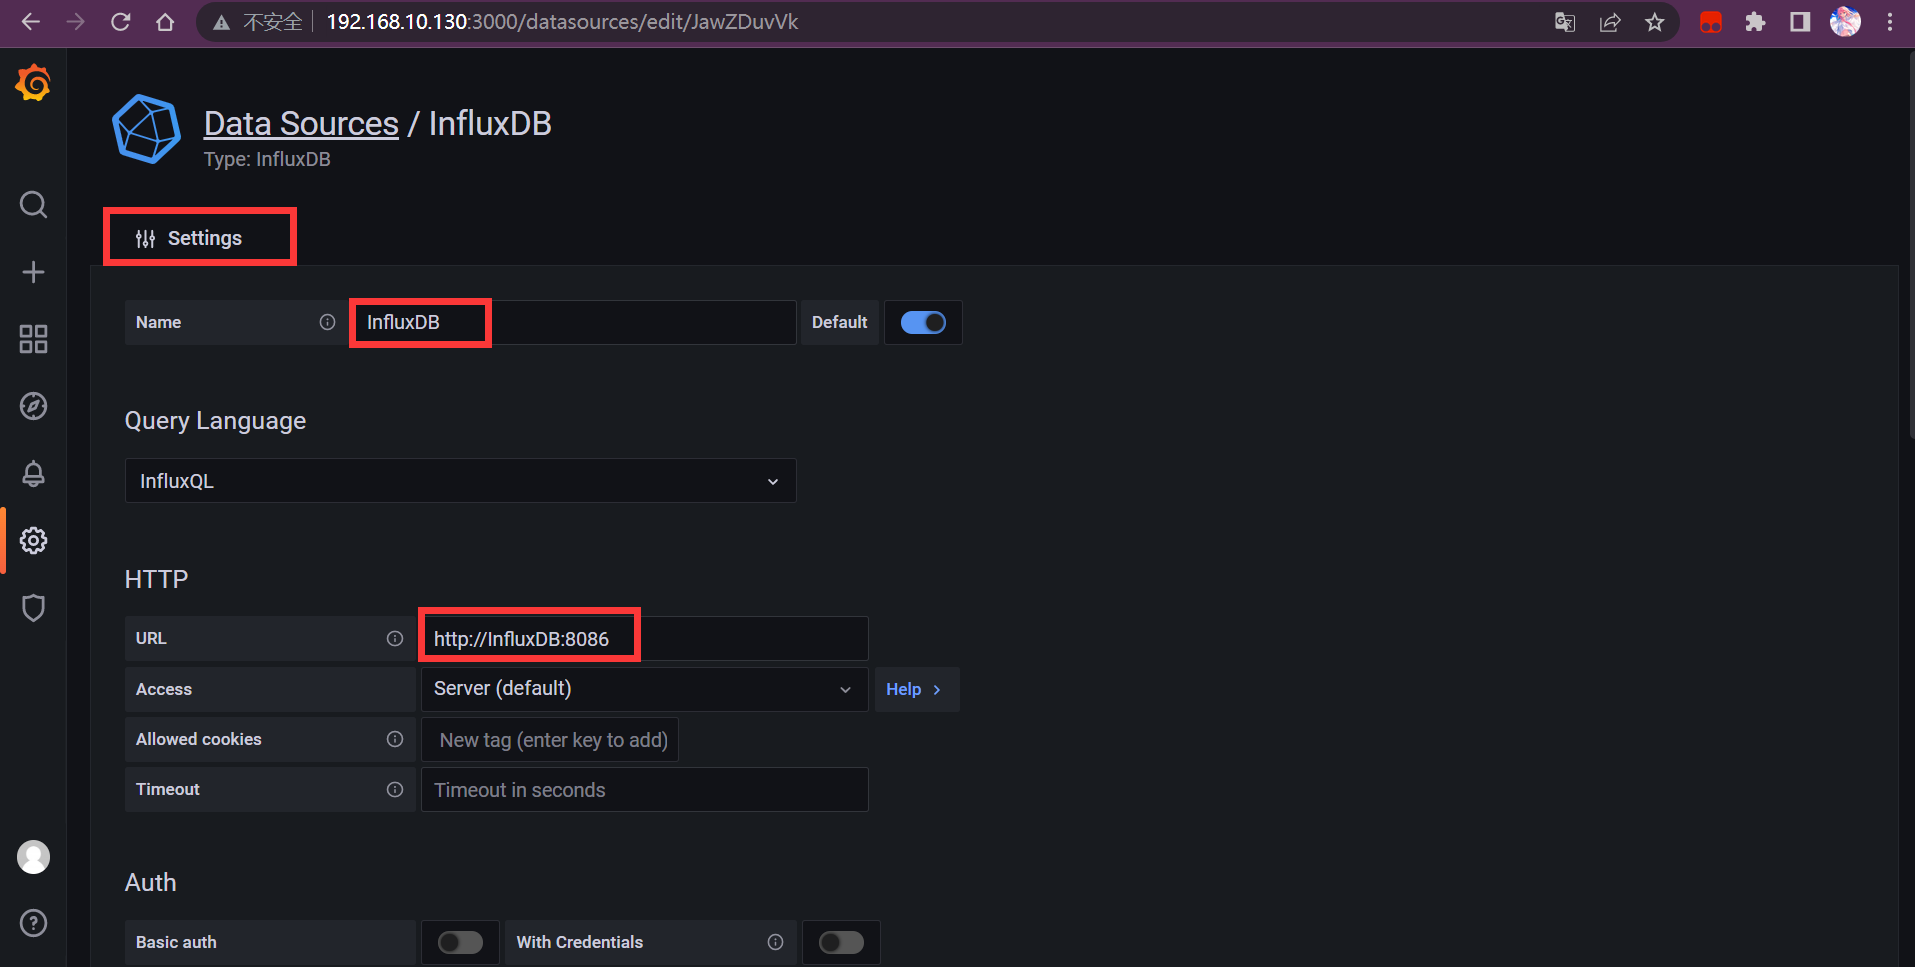 不安全 192.168.10.130:3000/datasources/edit/JawZDuvVk
Data Sources / InfluxDB
Type: InfluxDB
Settings
Name InfluxDB Default
Query Language
InfluxQL
HTTP
URL http://InfluxDB:8086
Access Server (default) Help
Allowed cookies New tag (enter key to add)
Timeout Timeout in seconds
Auth
Basic auth With Credentials